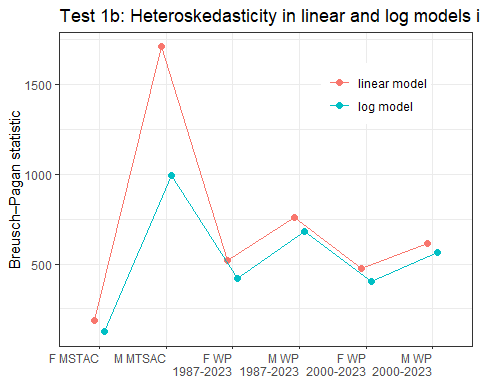 Test 1b: Heteroskedasticity in linear and log models i
linear model
log model
Breusch–Pagan statistic
1500
1000
500
F MSTAC
M MTSAC
F WP
1987-2023
M WP
1987-2023
F WP
2000-2023
M WP
2000-2023